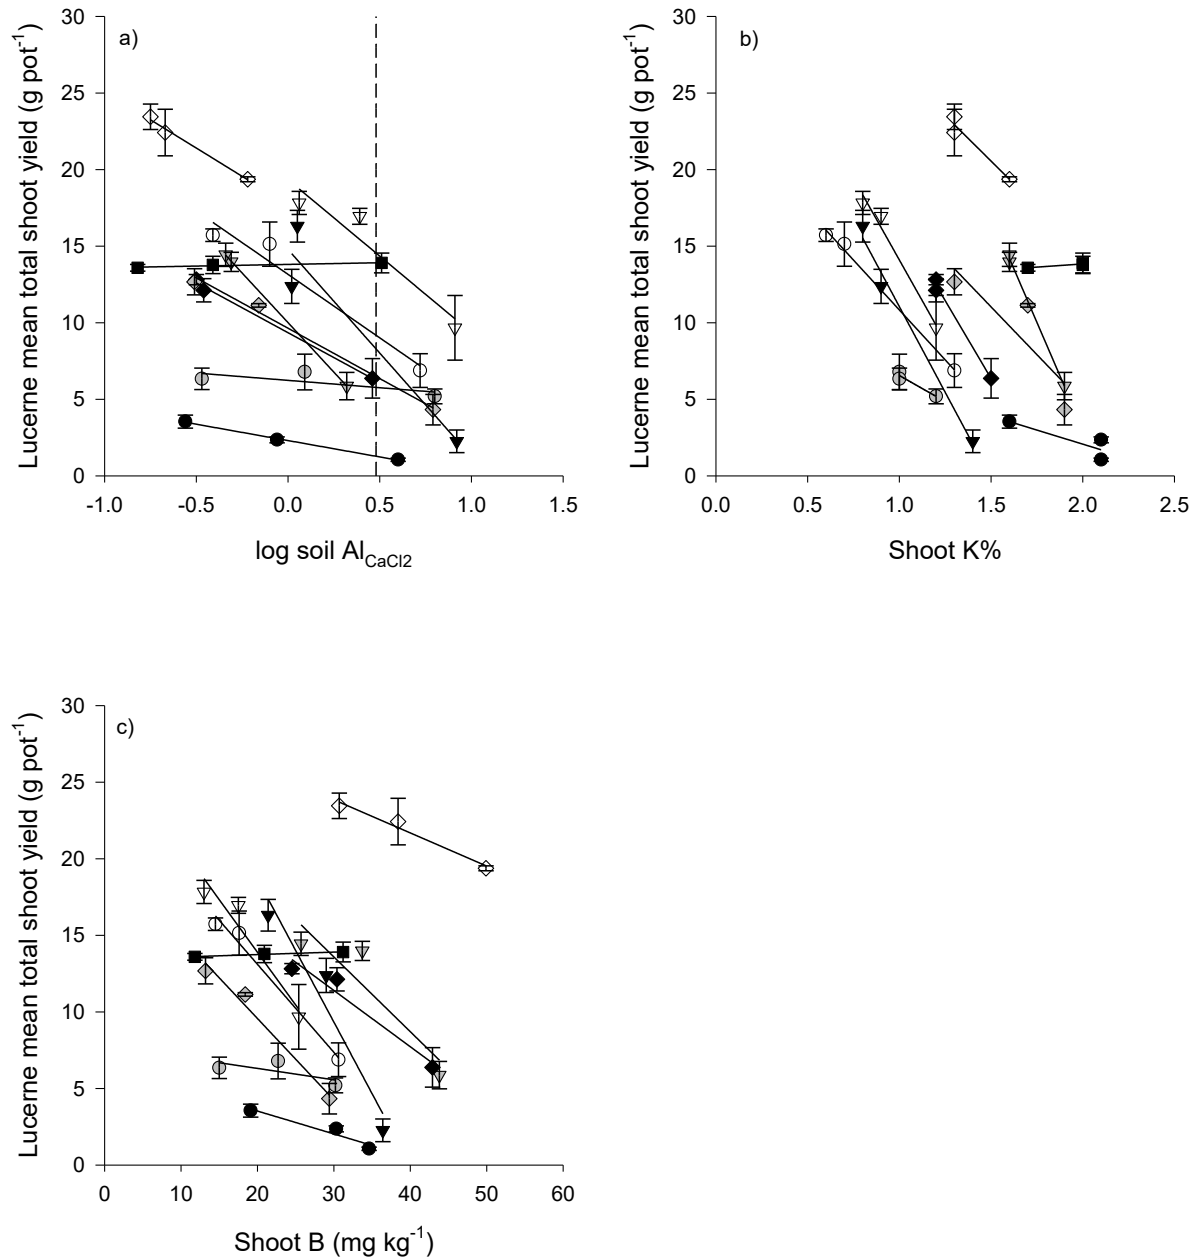 a)
Lucerne mean total shoot yield (g pot-1)
30
25
20
15
10
5
0
-1.0 -0.5 0.0 0.5 1.0 1.5
log soil AlCaCl2
b)
Lucerne mean total shoot yield (g pot-1)
30
25
20
15
10
5
0
0.0 0.5 1.0 1.5 2.0 2.5
Shoot K%
c)
Lucerne mean total shoot yield (g pot-1)
30
25
20
15
10
5
0
0 10 20 30 40 50 60
Shoot B (mg kg-1)